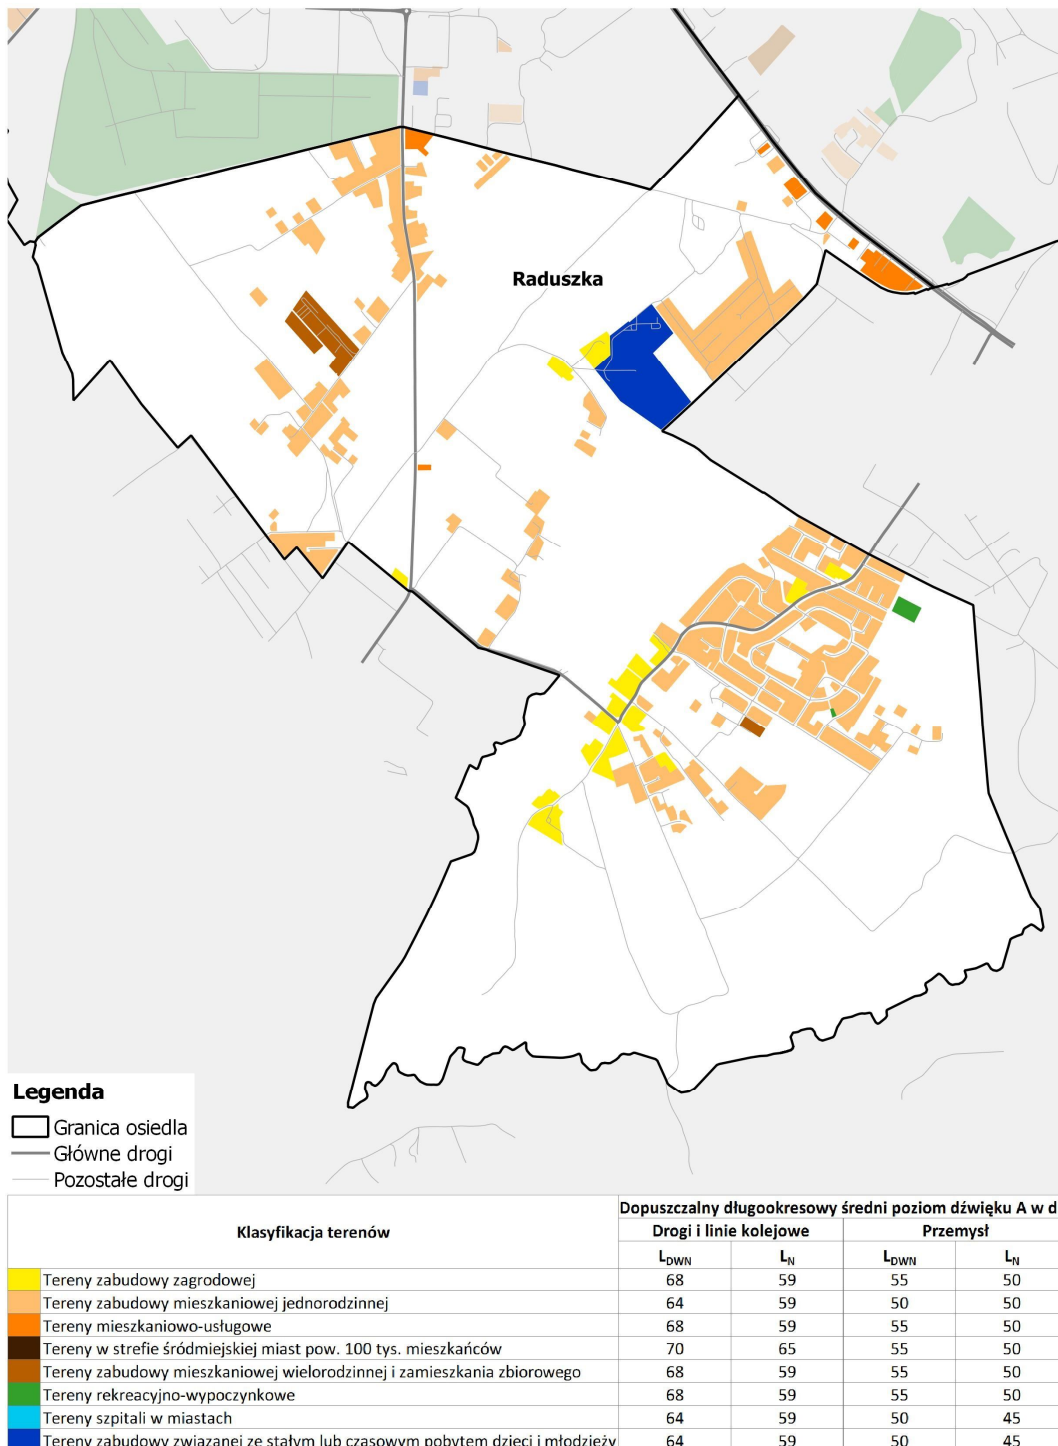 Raduszka
Legenda
Granica osiedla
Główne drogi
Pozostałe drogi
Klasyfikacja terenów
Dopuszczalny długookresowy średni poziom dźwięku A w d
Drogi i linie kolejowe Przemysł
LDWN LN LDWN LN
Tereny zabudowy zagrodowej 68 59 55 50
Tereny zabudowy mieszkaniowej jednorodzinnej 64 59 50 50
Tereny mieszkaniowo-usługowe 68 59 55 50
Tereny w strefie śródmiejskiej miast pow. 100 tys. mieszkańców 70 65 55 50
Tereny zabudowy mieszkaniowej wielorodzinnej i zamieszkania zbiorowego 68 59 55 50
Tereny rekreacyjno-wypoczynkowe 68 59 55 50
Tereny szpitali w miastach 64 59 50 45
Tereny zabudowy związanej ze stałym lub czasowym pobytem dzieci i młodzieży 64 59 50 45